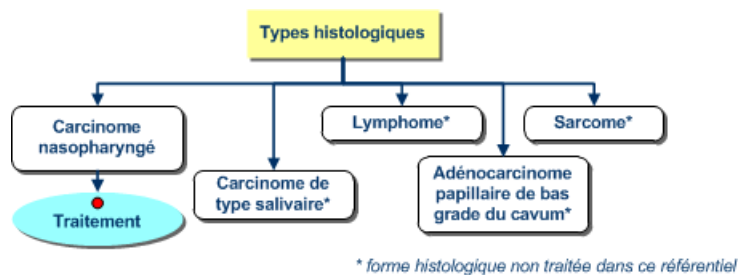 Types histologiques
Carcinome
nasopharyngé
Lymphome*
Sarcome*
Carcinome de
type salivaire*
Adénocarcinome
papillaire de bas
grade du cavum*
Traitement
* forme histologique non traitée dans ce référentiel